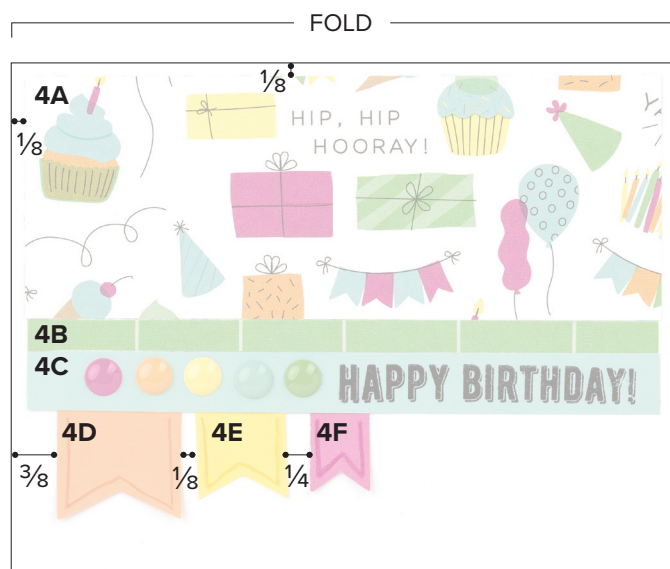 FOLD
4A
⅛
⅛
HIP, HIP
HOORAY!
4B
4C
HAPPY BIRTHDAY!
4D
4E
4F
⅜
⅛
¼